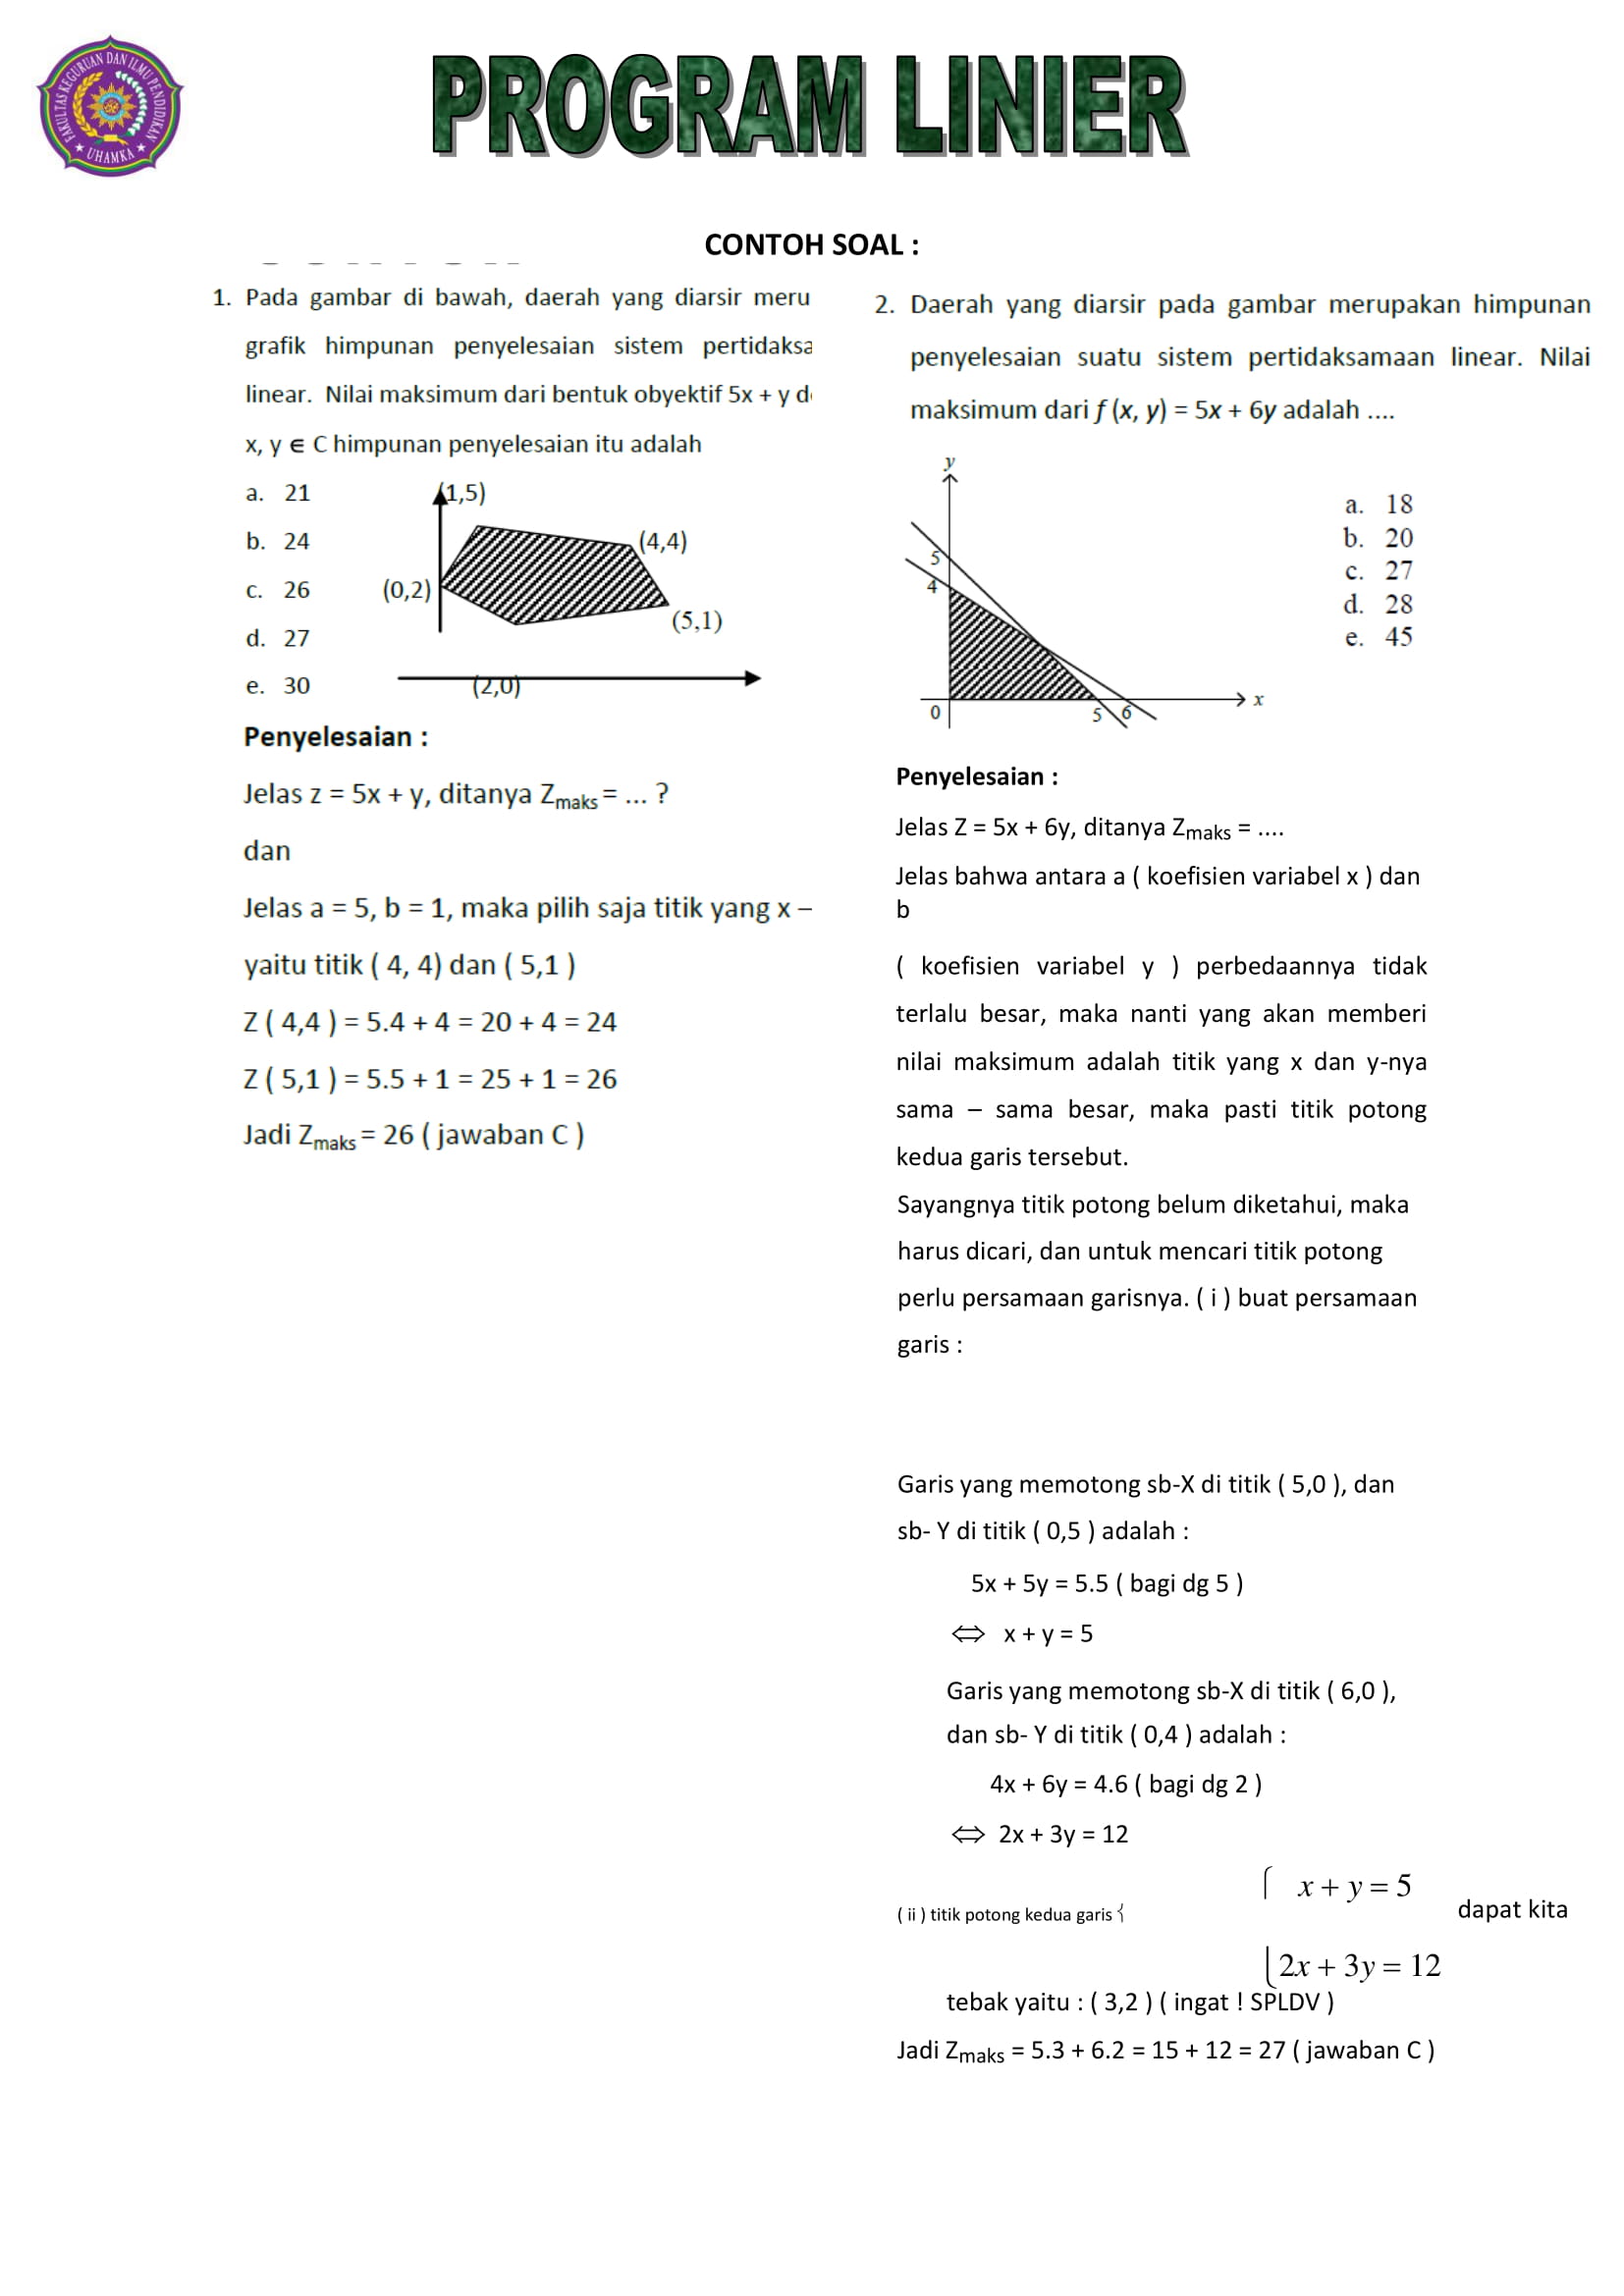 FAKULTAS KEGURUAN DAN ILMU PENDIDIKAN
UHAMKA
PROGRAM LINIER
CONTOH SOAL :
1. Pada gambar di bawah, daerah yang diarsir meru
grafik himpunan penyelesaian sistem pertidaksa
linear. Nilai maksimum dari bentuk obyektif 5x + y d
x, y ∈ C himpunan penyelesaian itu adalah
a. 21
b. 24
c. 26
d. 27
e. 30
(1,5)
(4,4)
(0,2)
(5,1)
(2,0)
Penyelesaian :
Jelas z = 5x + y, ditanya Zmaks = ... ?
dan
Jelas a = 5, b = 1, maka pilih saja titik yang x –
yaitu titik ( 4, 4) dan ( 5,1 )
Z ( 4,4 ) = 5.4 + 4 = 20 + 4 = 24
Z ( 5,1 ) = 5.5 + 1 = 25 + 1 = 26
Jadi Zmaks = 26 ( jawaban C )
2. Daerah yang diarsir pada gambar merupakan himpunan
penyelesaian suatu sistem pertidaksamaan linear. Nilai
maksimum dari f (x, y) = 5x + 6y adalah ....
y
5
4
0
5
6
x
a. 18
b. 20
c. 27
d. 28
e. 45
Penyelesaian :
Jelas Z = 5x + 6y, ditanya Zmaks = ....
Jelas bahwa antara a ( koefisien variabel x ) dan
b
( koefisien variabel y ) perbedaannya tidak
terlalu besar, maka nanti yang akan memberi
nilai maksimum adalah titik yang x dan y-nya
sama – sama besar, maka pasti titik potong
kedua garis tersebut.
Sayangnya titik potong belum diketahui, maka
harus dicari, dan untuk mencari titik potong
perlu persamaan garisnya. ( i ) buat persamaan
garis :
Garis yang memotong sb-X di titik ( 5,0 ), dan
sb- Y di titik ( 0,5 ) adalah :
5x + 5y = 5.5 ( bagi dg 5 )
⇔ x + y = 5
Garis yang memotong sb-X di titik ( 6,0 ),
dan sb- Y di titik ( 0,4 ) adalah :
4x + 6y = 4.6 ( bagi dg 2 )
⇔ 2x + 3y = 12
x + y = 5
( ii ) titik potong kedua garis { dapat kita
2x + 3y = 12
tebak yaitu : ( 3,2 ) ( ingat ! SPLDV )
Jadi Zmaks = 5.3 + 6.2 = 15 + 12 = 27 ( jawaban C )